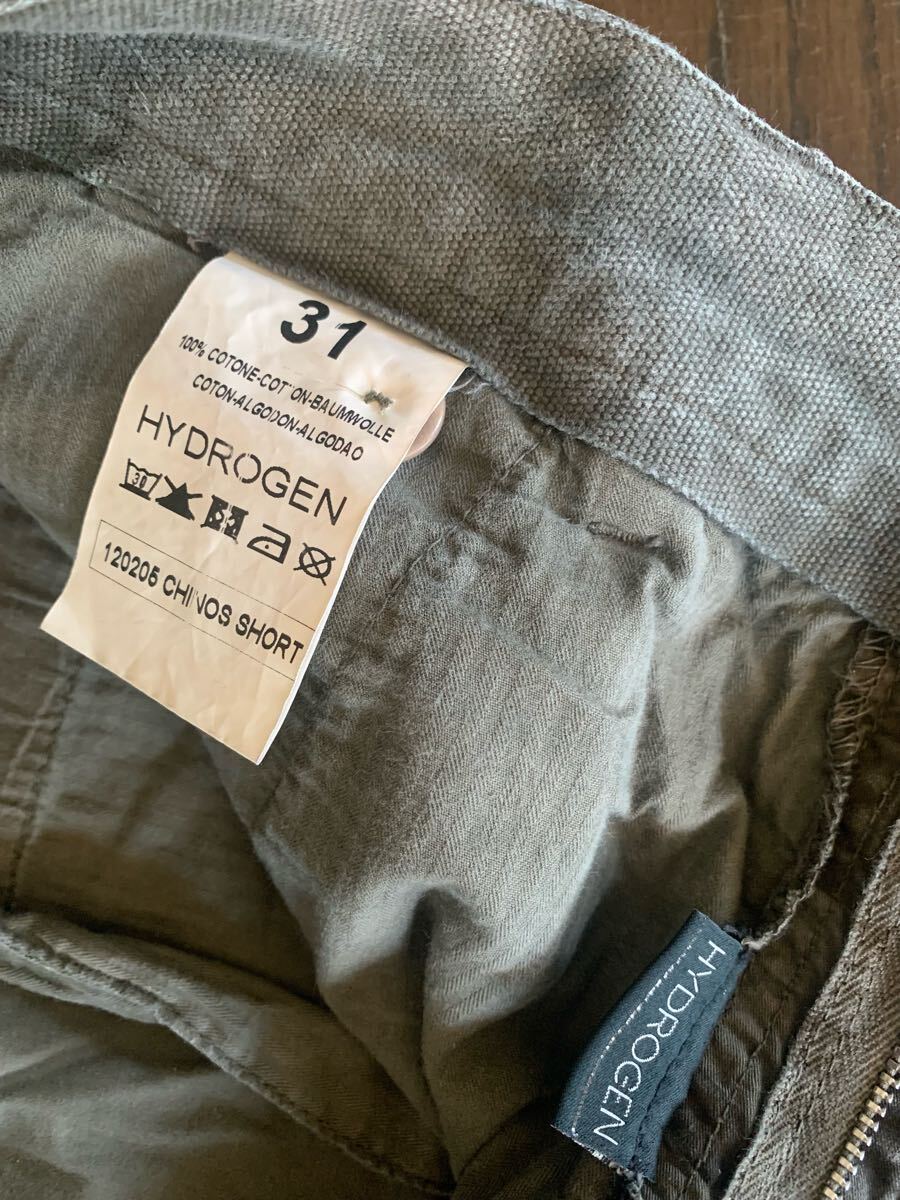 31
100% COTONE-COTTON-BAUMWOLLE
COTON-ALGODON-ALGODAO
HYDROGEN
30
120205 CHINOS SHORT
HYDROGEN